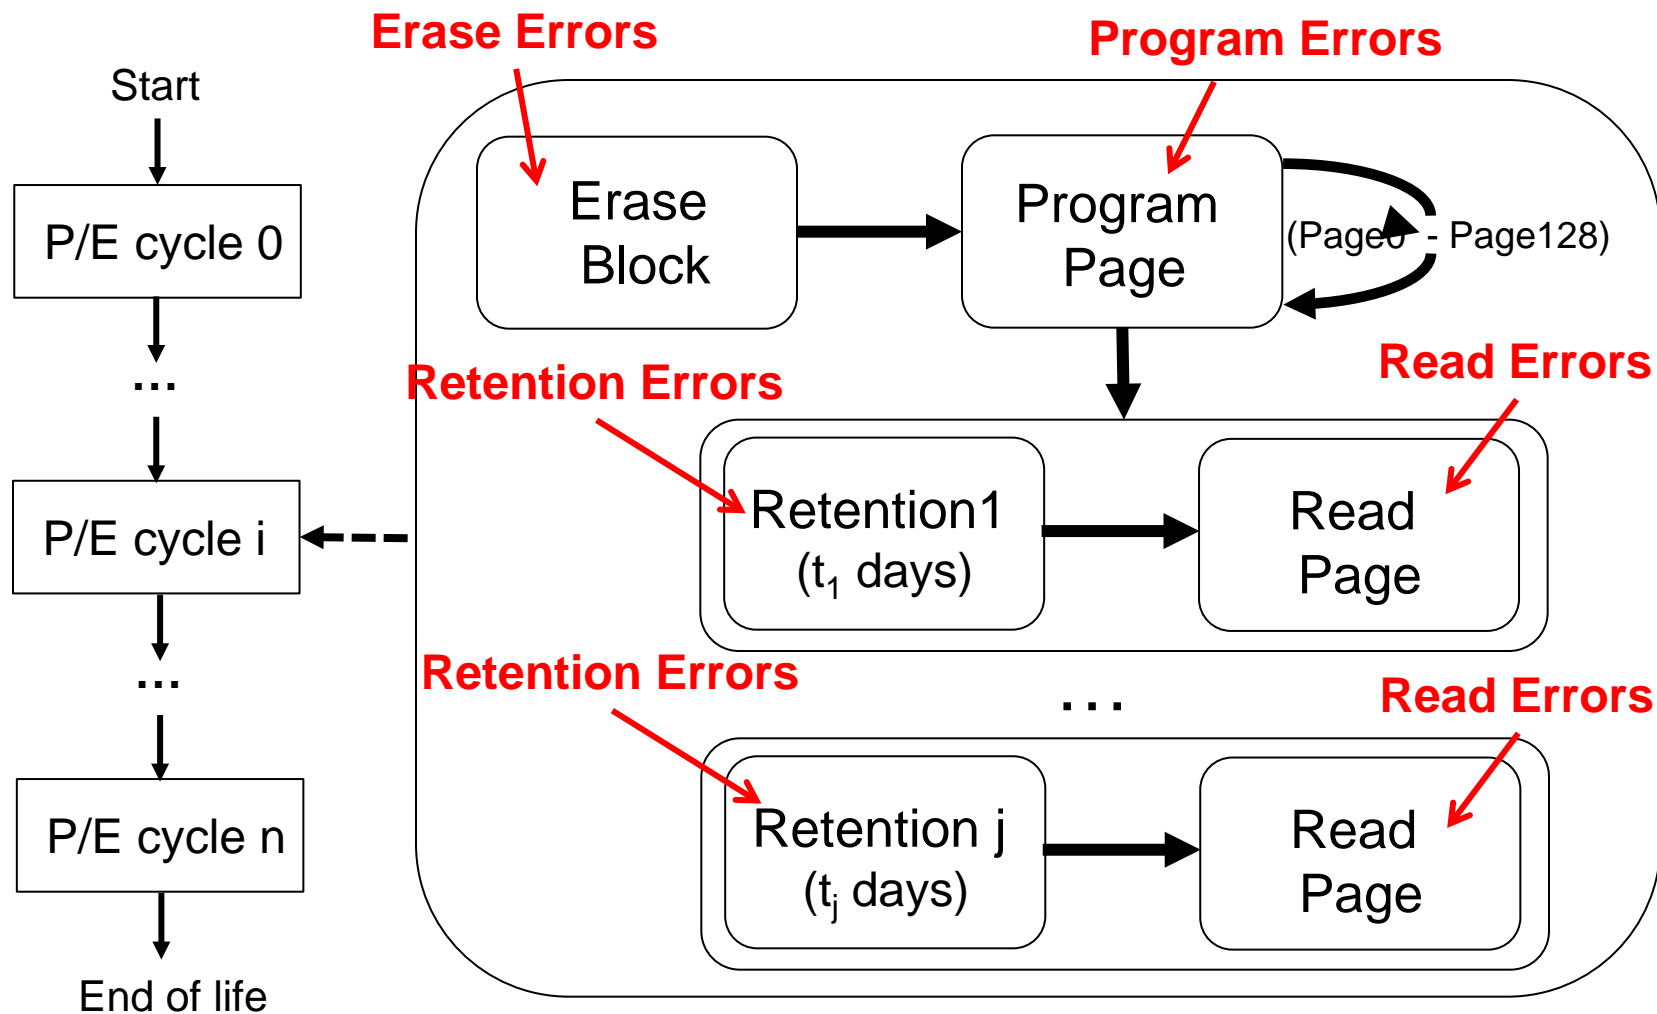 Start
P/E cycle 0
...
P/E cycle i
...
P/E cycle n
End of life
Erase Errors
Program Errors
Erase
Block
Program
Page
(Page0 - Page128)
Retention Errors
Read Errors
Retention1
(t₁ days)
Read
Page
...
Retention Errors
Read Errors
Retention j
(tⱼ days)
Read
Page